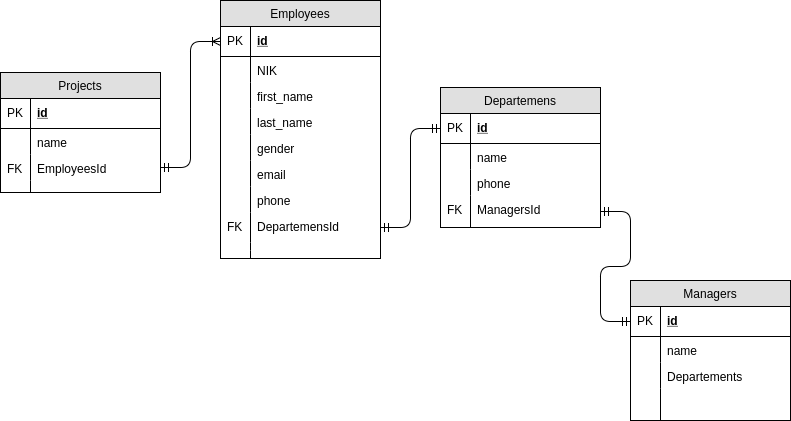 Employees
PK id
NIK
first_name
last_name
gender
email
phone
FK DepartemensId
Projects
PK id
name
FK EmployeesId
Departemens
PK id
name
phone
FK ManagersId
Managers
PK id
name
Departements